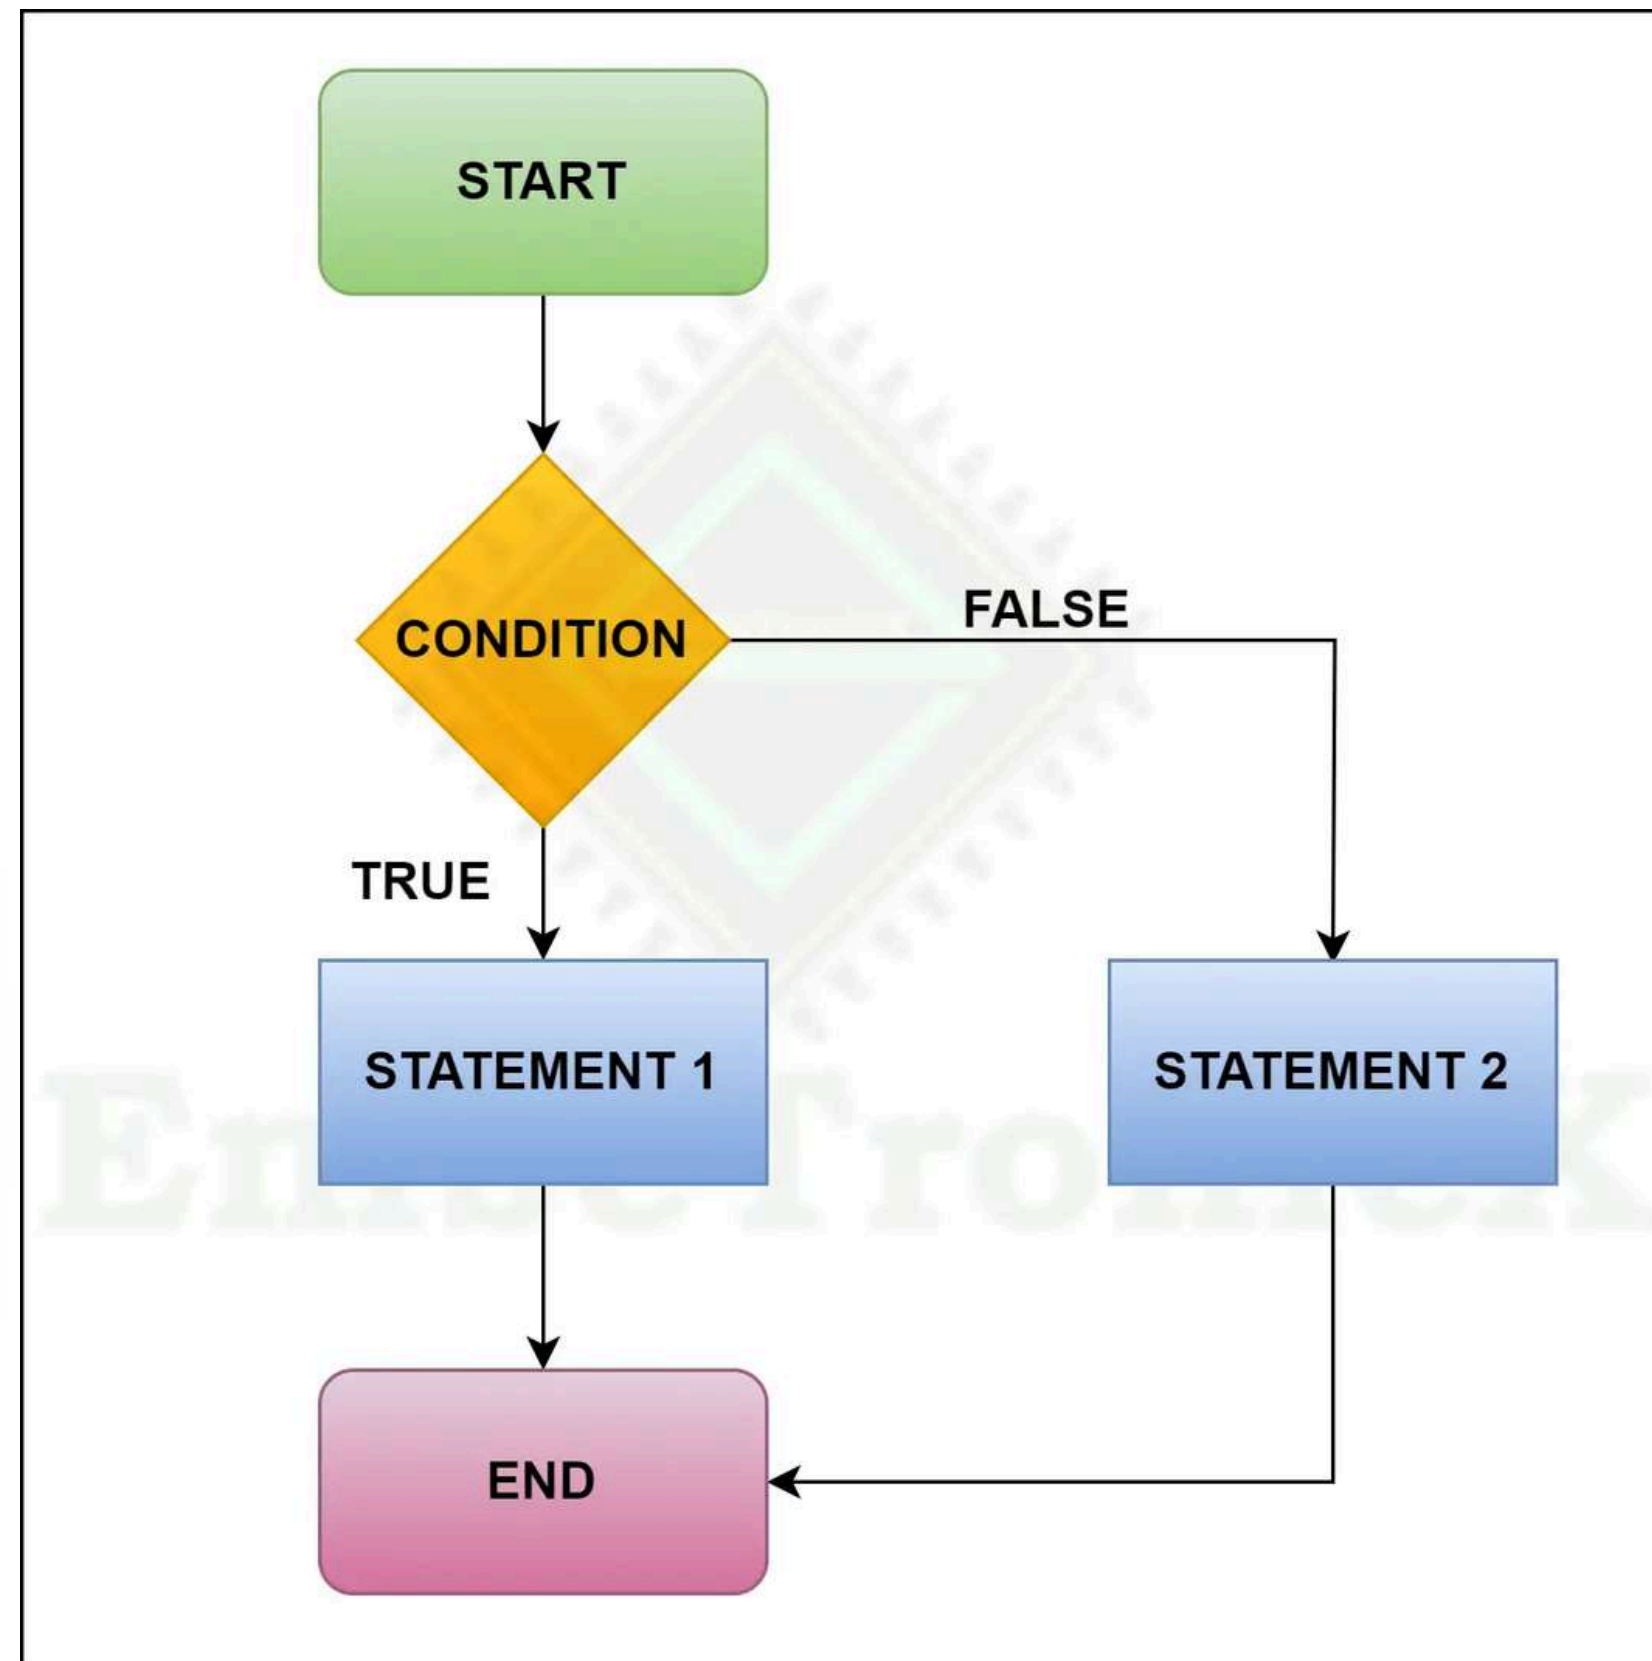 START
CONDITION
FALSE
TRUE
STATEMENT 1
STATEMENT 2
END